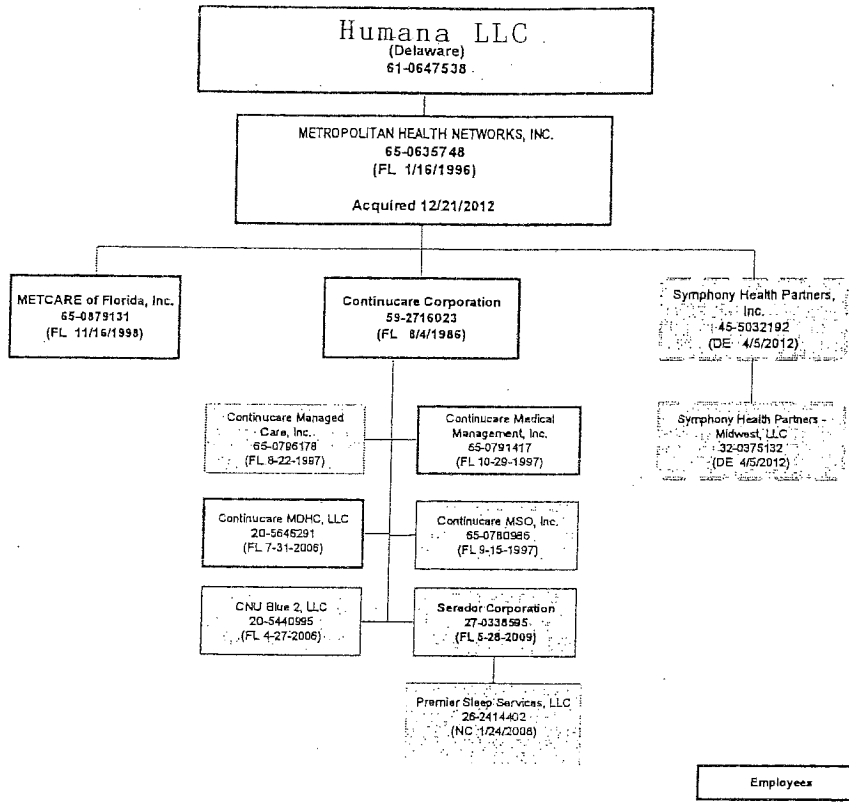 Humana LLC
(Delaware)
61-0647538
METROPOLITAN HEALTH NETWORKS, INC.
65-0635748
(FL 1/16/1996)
Acquired 12/21/2012
METCARE of Florida, Inc.
65-0879131
(FL 11/16/1998)
Continucare Corporation
59-2716023
(FL 8/4/1986)
Symphony Health Partners,
Inc.
45-5032192
(DE 4/5/2012)
Continucare Managed
Care, Inc.
65-0796178
(FL 8-22-1997)
Continucare Medical
Management, Inc.
65-0791417
(FL 10-29-1997)
Symphony Health Partners -
Midwest, LLC
32-0375132
(DE 4/5/2012)
Continucare MDHC, LLC
20-5646291
(FL 7-31-2006)
Continucare MSO, Inc.
65-0780986
(FL 9-15-1997)
CNU Blue 2, LLC
20-5440995
(FL 4-27-2006)
Seredor Corporation
27-0338595
(FL 5-28-2009)
Premier Sleep Services, LLC
26-2414402
(NC 1/24/2008)
Employees